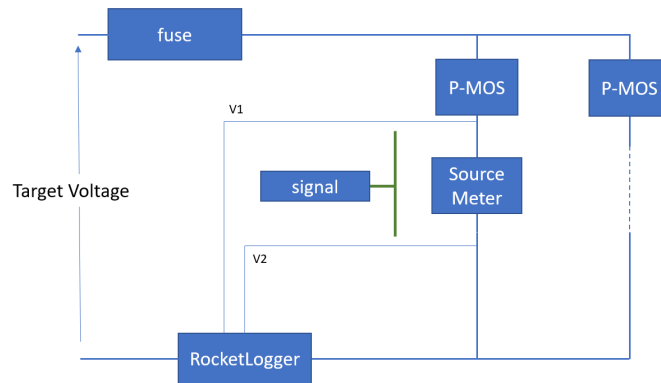 fuse
P-MOS
P-MOS
V1
Target Voltage
signal
Source
Meter
V2
RocketLogger